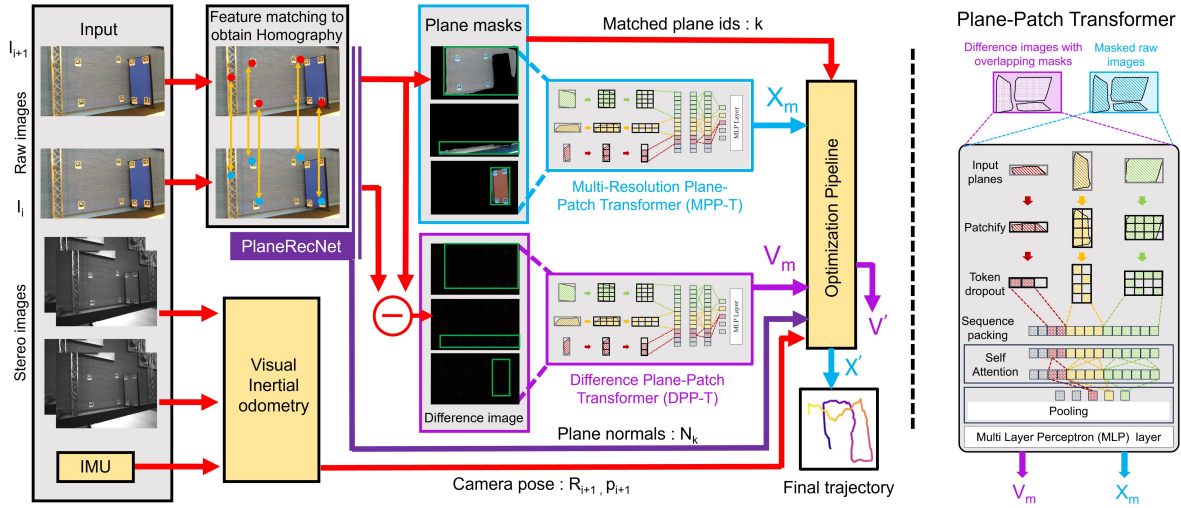 Input
I_{i+1}
Raw images
I_i
Stereo images
IMU
Feature matching to
obtain Homography
PlaneRecNet
Visual
Inertial
odometry
Plane masks
Difference image
Matched plane ids : k
MLP Layer
Multi-Resolution Plane-
Patch Transformer (MPP-T)
X_m
MLP Layer
Difference Plane-Patch
Transformer (DPP-T)
V_m
Plane normals : N_k
Camera pose : R_{i+1} , p_{i+1}
Optimization Pipeline
V'
X'
Final trajectory
Plane-Patch Transformer
Difference images with
overlapping masks
Masked raw
images
Input
planes
Patchify
Token
dropout
Sequence
packing
Self
Attention
Pooling
Multi Layer Perceptron (MLP) layer
V_m
X_m